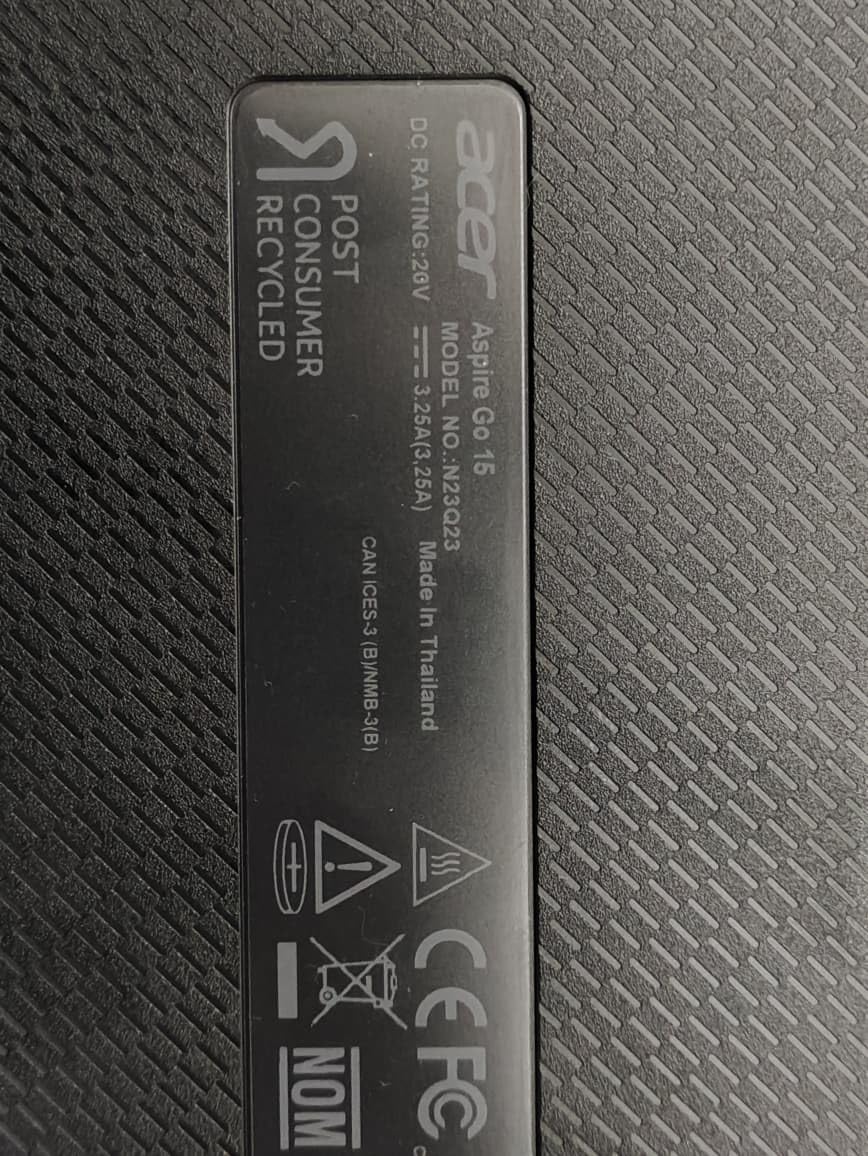 acer
Aspire Go 15
MODEL NO.:N23Q23
DC RATING:20V ⎓ 3.25A(3.25A) Made In Thailand
CAN ICES-3 (B)/NMB-3(B)
POST
CONSUMER
RECYCLED
CE FC
NOM